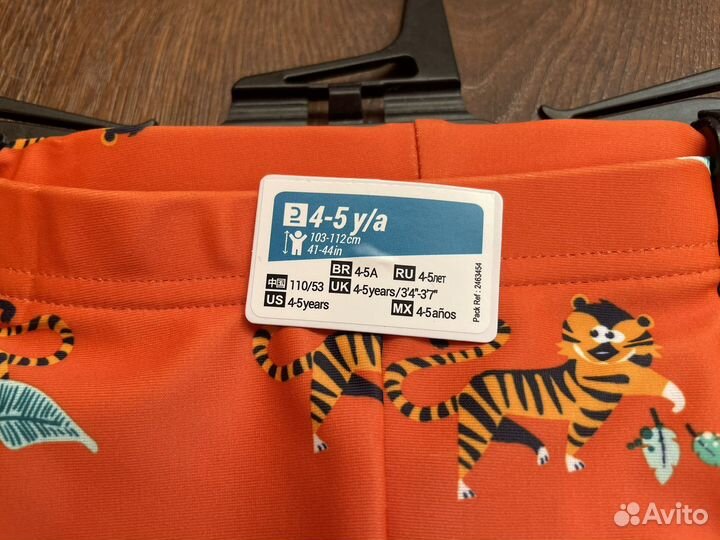 4-5 y/a
103-112cm
41-44in
BR 4-5A RU 4-5лет
中国 110/53 UK 4-5years/3'4"-3'7"
US 4-5years MX 4-5años
Pack Ref : 2463454
Avito